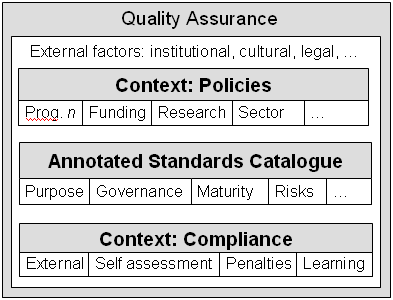 Quality Assurance
External factors: institutional, cultural, legal, …
Context: Policies
Prog. n Funding Research Sector …
Annotated Standards Catalogue
Purpose Governance Maturity Risks …
Context: Compliance
External Self assessment Penalties Learning